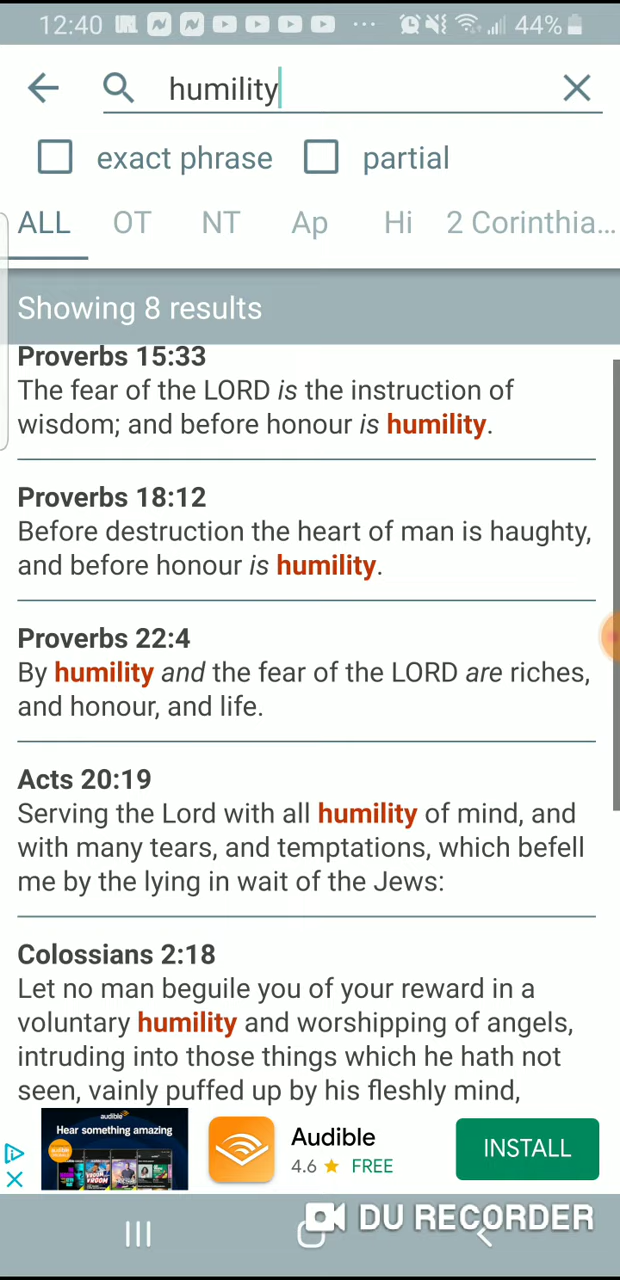 12:40 44%
humility
exact phrase partial
ALL OT NT Ap Hi 2 Corinthia...
Showing 8 results
Proverbs 15:33
The fear of the LORD is the instruction of
wisdom; and before honour is humility.
Proverbs 18:12
Before destruction the heart of man is haughty,
and before honour is humility.
Proverbs 22:4
By humility and the fear of the LORD are riches,
and honour, and life.
Acts 20:19
Serving the Lord with all humility of mind, and
with many tears, and temptations, which befell
me by the lying in wait of the Jews:
Colossians 2:18
Let no man beguile you of your reward in a
voluntary humility and worshipping of angels,
intruding into those things which he hath not
seen, vainly puffed up by his fleshly mind,
audible
Hear something amazing
Audible
4.6 ★ FREE
INSTALL
DU RECORDER